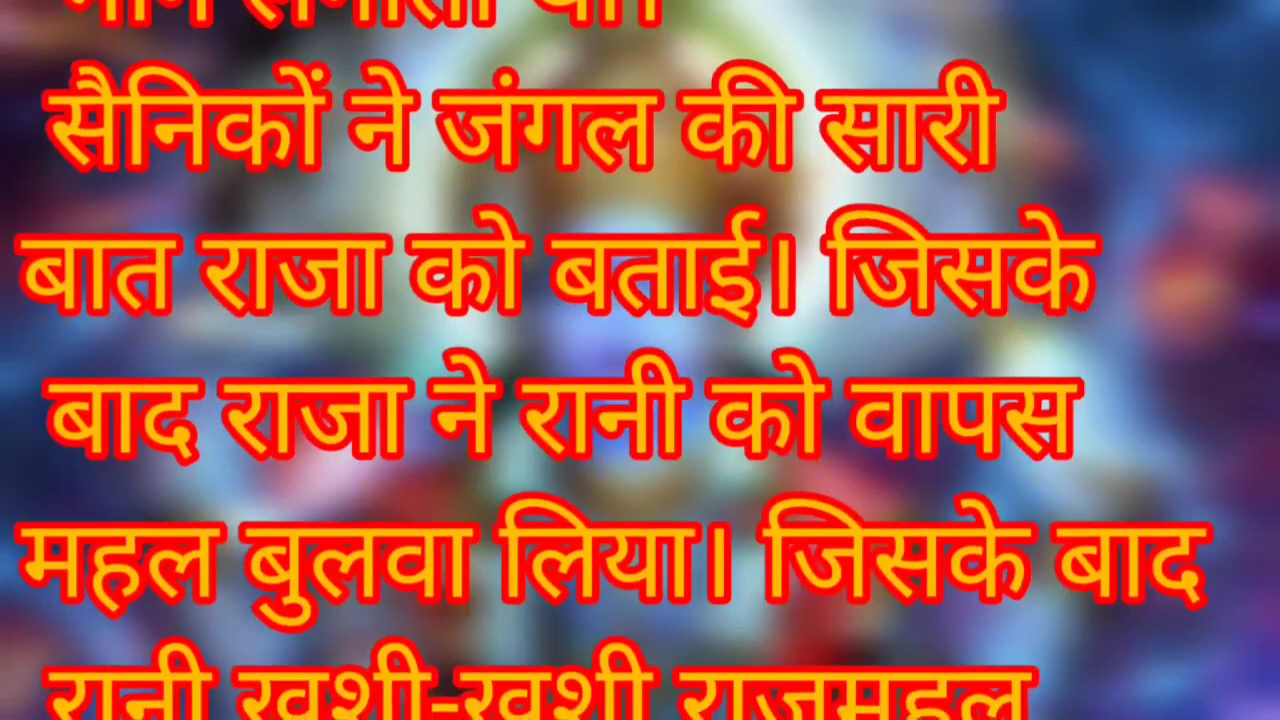 सैनिकों ने जंगल की सारी
बात राजा को बताई। जिसके
बाद राजा ने रानी को वापस
महल बुलवा लिया। जिसके बाद
रानी खुशी-खुशी राजमहल